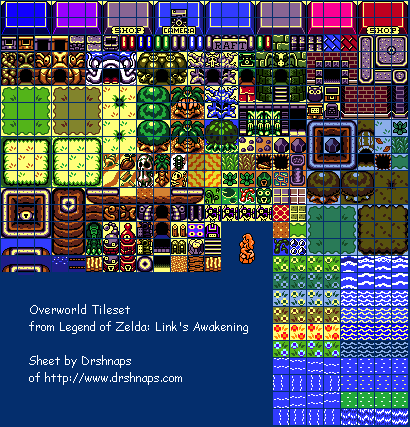 SHOP CAMERA SHOP
RAFT
Overworld Tileset
from Legend of Zelda: Link's Awakening
Sheet by Drshnaps
of http://www.drshnaps.com